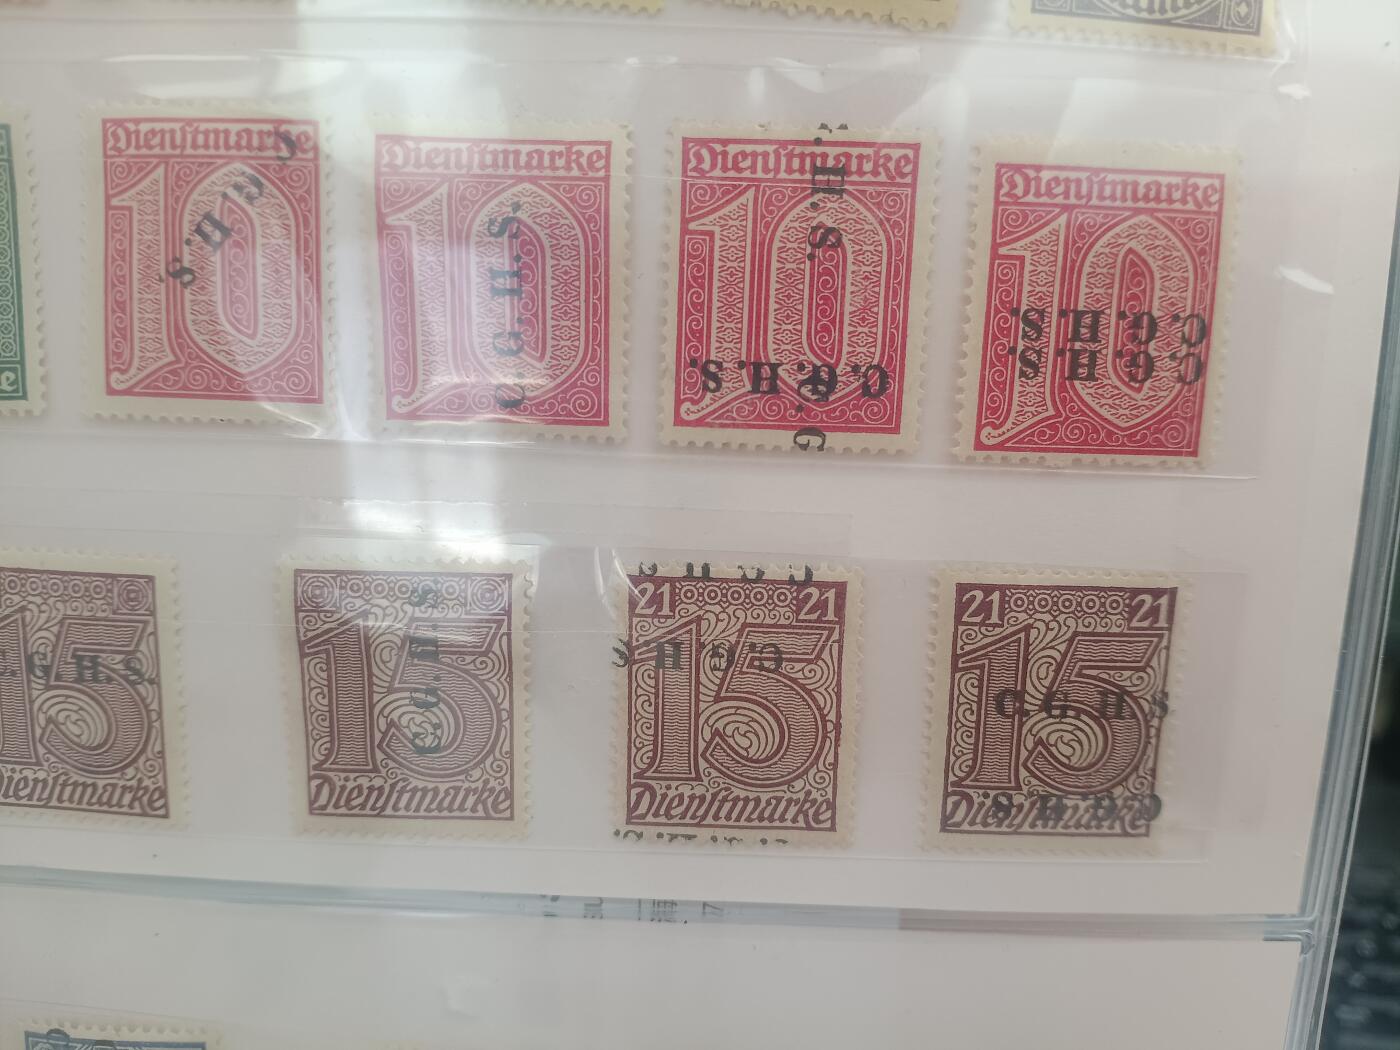 Dienstmarke
10
C. G. H. S.
Dienstmarke
10
C. G. H. S.
Dienstmarke
10
. H. S.
C. G. H. S.
C. G
Dienstmarke
10
C. G. H. S.
C. G. H. S.
15
C. G H. S.
Dienstmarke
15
C. G. H. S.
Dienstmarke
21 21
15
C. G. H. S
Dienstmarke
21 21
15
C. G. H. S
Dienstmarke
C. G. H. S.